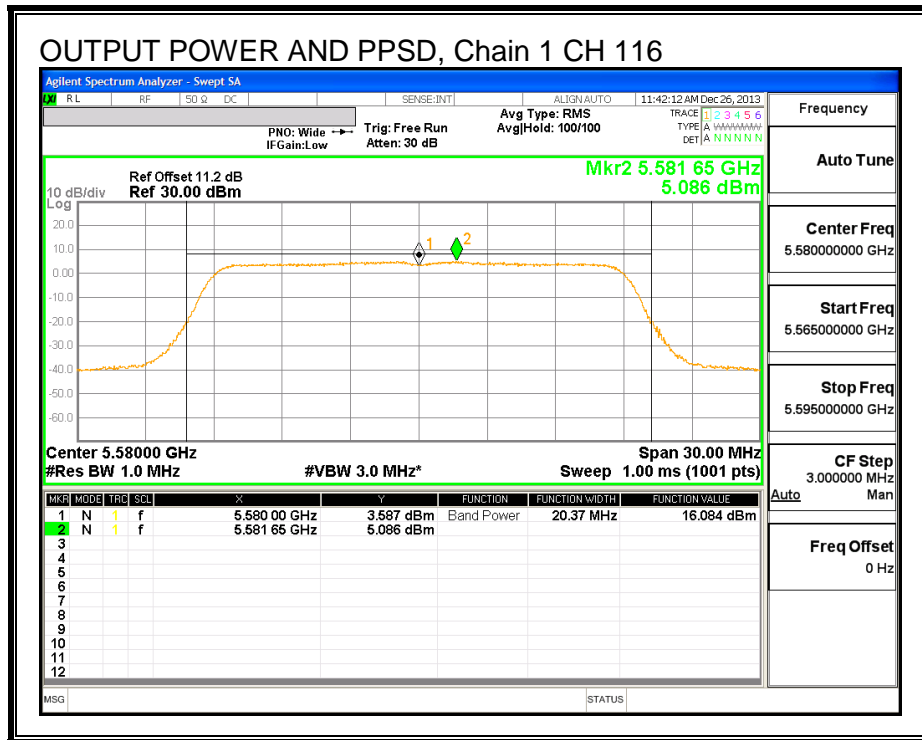 OUTPUT POWER AND PPSD, Chain 1 CH 116
Agilent Spectrum Analyzer - Swept SA
LXI RL RF 50 Ω DC SENSE:INT ALIGN AUTO 11:42:12 AM Dec 26, 2013
PNO: Wide Trig: Free Run Avg Type: RMS TRACE 1 2 3 4 5 6
IFGain:Low Atten: 30 dB Avg|Hold: 100/100 TYPE A WWWWW
DET A N N N N N
Mkr2 5.581 65 GHz
5.086 dBm
Ref Offset 11.2 dB
10 dB/div Ref 30.00 dBm
Log
20.0
10.0
0.00
-10.0
-20.0
-30.0
-40.0
-50.0
-60.0
1
2
Center 5.58000 GHz Span 30.00 MHz
#Res BW 1.0 MHz #VBW 3.0 MHz* Sweep 1.00 ms (1001 pts)
MKR MODE TRC SCL X Y FUNCTION FUNCTION WIDTH FUNCTION VALUE
1 N 1 f 5.580 00 GHz 3.587 dBm Band Power 20.37 MHz 16.084 dBm
2 N 1 f 5.581 65 GHz 5.086 dBm
3
4
5
6
7
8
9
10
11
12
MSG STATUS
Frequency
Auto Tune
Center Freq
5.580000000 GHz
Start Freq
5.565000000 GHz
Stop Freq
5.595000000 GHz
CF Step
3.000000 MHz
Auto Man
Freq Offset
0 Hz